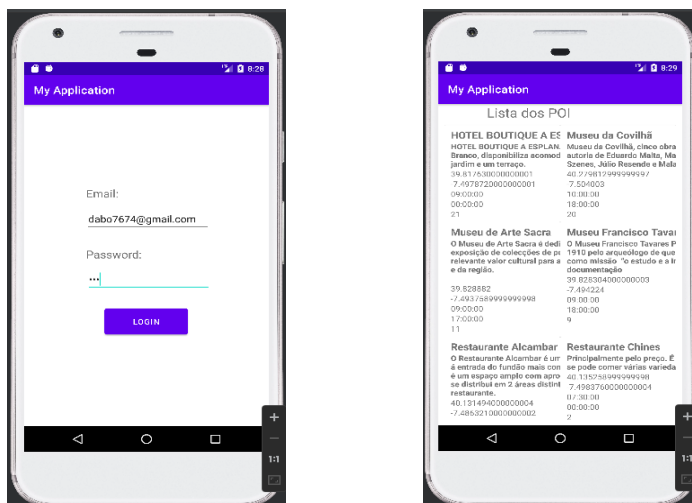 8:28
My Application
Email:
dabo7674@gmail.com
Password:
LOGIN
1:1
8:29
My Application
Lista dos POI
HOTEL BOUTIQUE A ES
HOTEL BOUTIQUE A ESPLAN.
Branco, disponibiliza acomod
jardim e um terraço.
39.817630000000001
-7.4978720000000001
09:00:00
00:00:00
21
Museu da Covilhã
Museu da Covilhã, cinco obra
autoria de Eduardo Malta, Ma
Szenes, Júlio Resende e Mala
40.279812999999997
-7.504003
10:00:00
18:00:00
20
Museu de Arte Sacra
O Museu de Arte Sacra é dedi
exposição de colecções de pe
relevante valor cultural para a
e da região.
39.828882
-7.4937589999999998
09:00:00
17:00:00
11
Museu Francisco Tavar
O Museu Francisco Tavares P
1910 pelo arqueólogo de que
como missão "o estudo e a ir
documentação
39.828304000000003
-7.494224
09:00:00
18:00:00
9
Restaurante Alcambar
O Restaurante Alcambar é um
á entrada do fundão mais con
é um espaço amplo com apro
se distribui em 2 áreas distint
restaurante.
40.131494000000004
-7.4863210000000002
Restaurante Chines
Principalmente pelo preço. É
se pode comer várias varieda
40.135258999999998
-7.4983760000000004
07:30:00
00:00:00
2
1:1